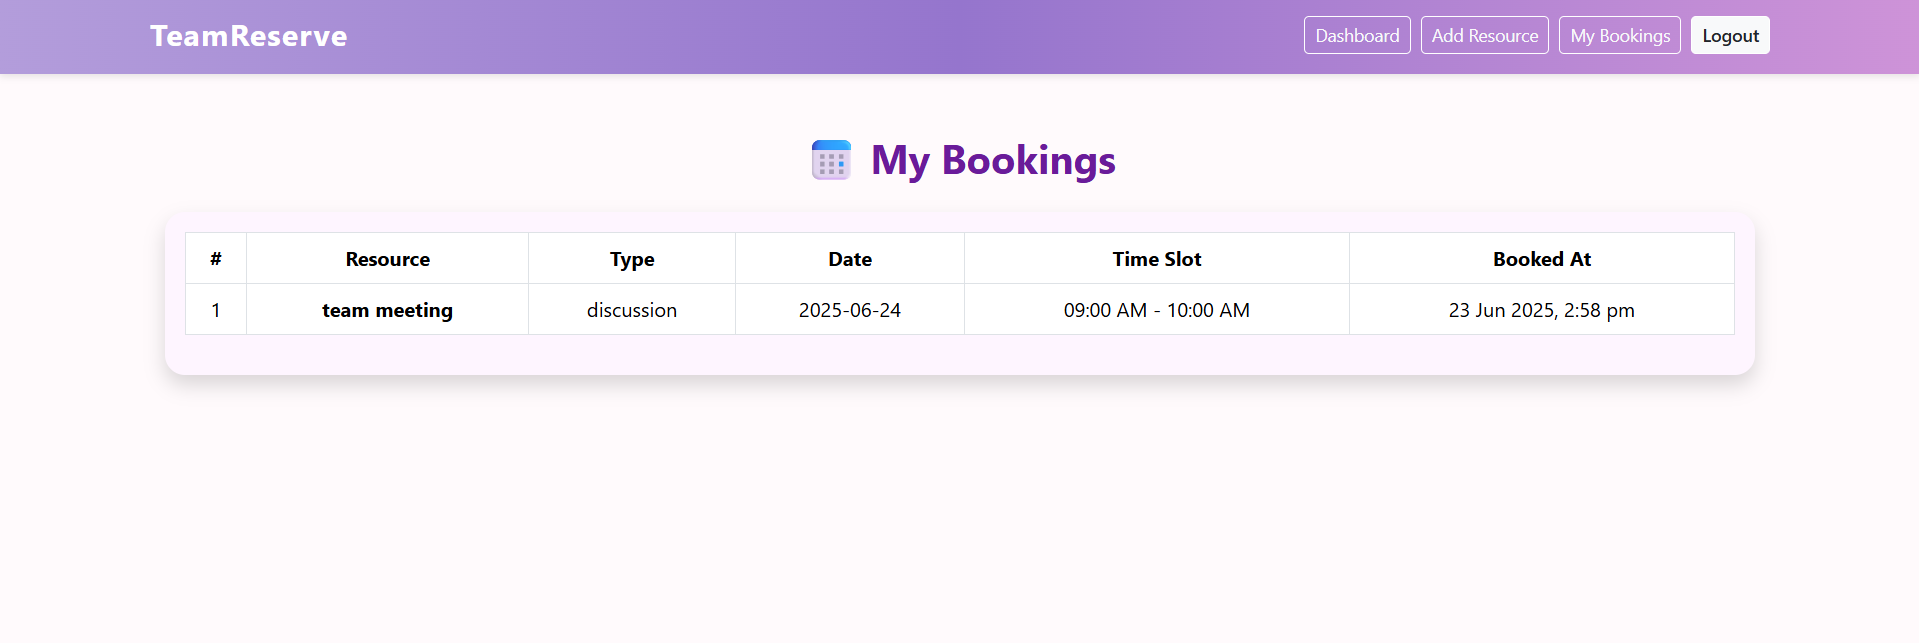 TeamReserve
Dashboard Add Resource My Bookings Logout
My Bookings
# Resource Type Date Time Slot Booked At
1 team meeting discussion 2025-06-24 09:00 AM - 10:00 AM 23 Jun 2025, 2:58 pm